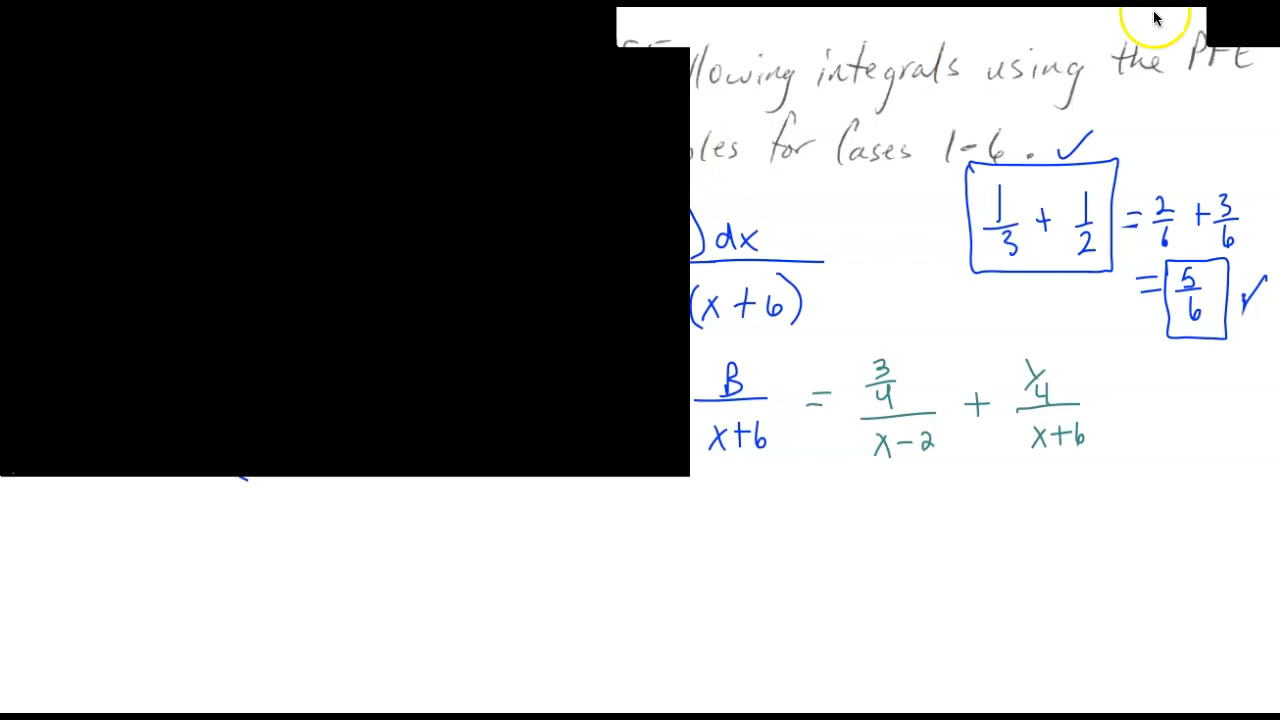 llowing integrals using the PFE
ples for Cases 1-6. ✓
1/3 + 1/2 = 2/6 + 3/6
) dx
= 5/6 ✓
(x + 6)
B/(x+6) = (3/4)/(x-2) + (1/4)/(x+6)